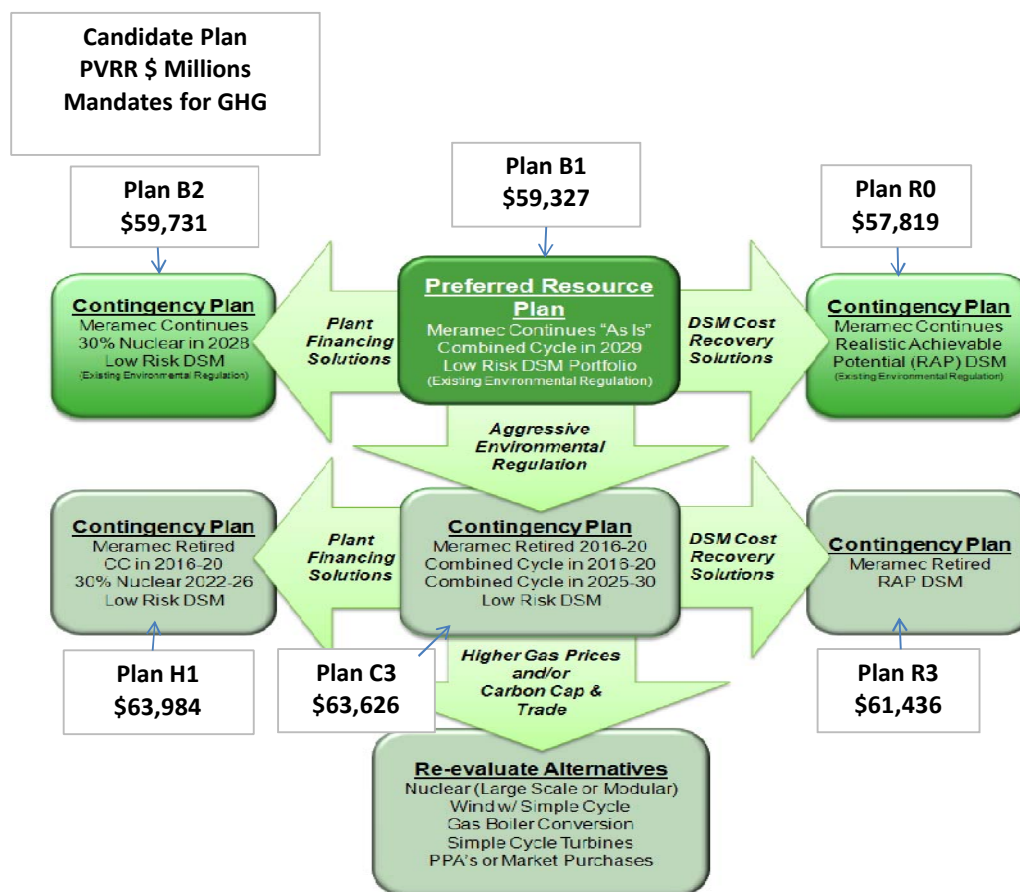 Candidate Plan
PVRR $ Millions
Mandates for GHG
Plan B2
$59,731
Plan B1
$59,327
Plan R0
$57,819
Contingency Plan
Meramec Continues
30% Nuclear in 2028
Low Risk DSM
(Existing Environmental Regulation)
Plant
Financing
Solutions
Preferred Resource
Plan
Meramec Continues "As Is"
Combined Cycle in 2029
Low Risk DSM Portfolio
(Existing Environmental Regulation)
DSM Cost
Recovery
Solutions
Contingency Plan
Meramec Continues
Realistic Achievable
Potential (RAP) DSM
(Existing Environmental Regulation)
Aggressive
Environmental
Regulation
Contingency Plan
Meramec Retired
CC in 2016-20
30% Nuclear 2022-26
Low Risk DSM
Plant
Financing
Solutions
Contingency Plan
Meramec Retired 2016-20
Combined Cycle in 2016-20
Combined Cycle in 2025-30
Low Risk DSM
DSM Cost
Recovery
Solutions
Contingency Plan
Meramec Retired
RAP DSM
Plan H1
$63,984
Plan C3
$63,626
Higher Gas Prices
and/or
Carbon Cap &
Trade
Plan R3
$61,436
Re-evaluate Alternatives
Nuclear (Large Scale or Modular)
Wind w/ Simple Cycle
Gas Boiler Conversion
Simple Cycle Turbines
PPA's or Market Purchases